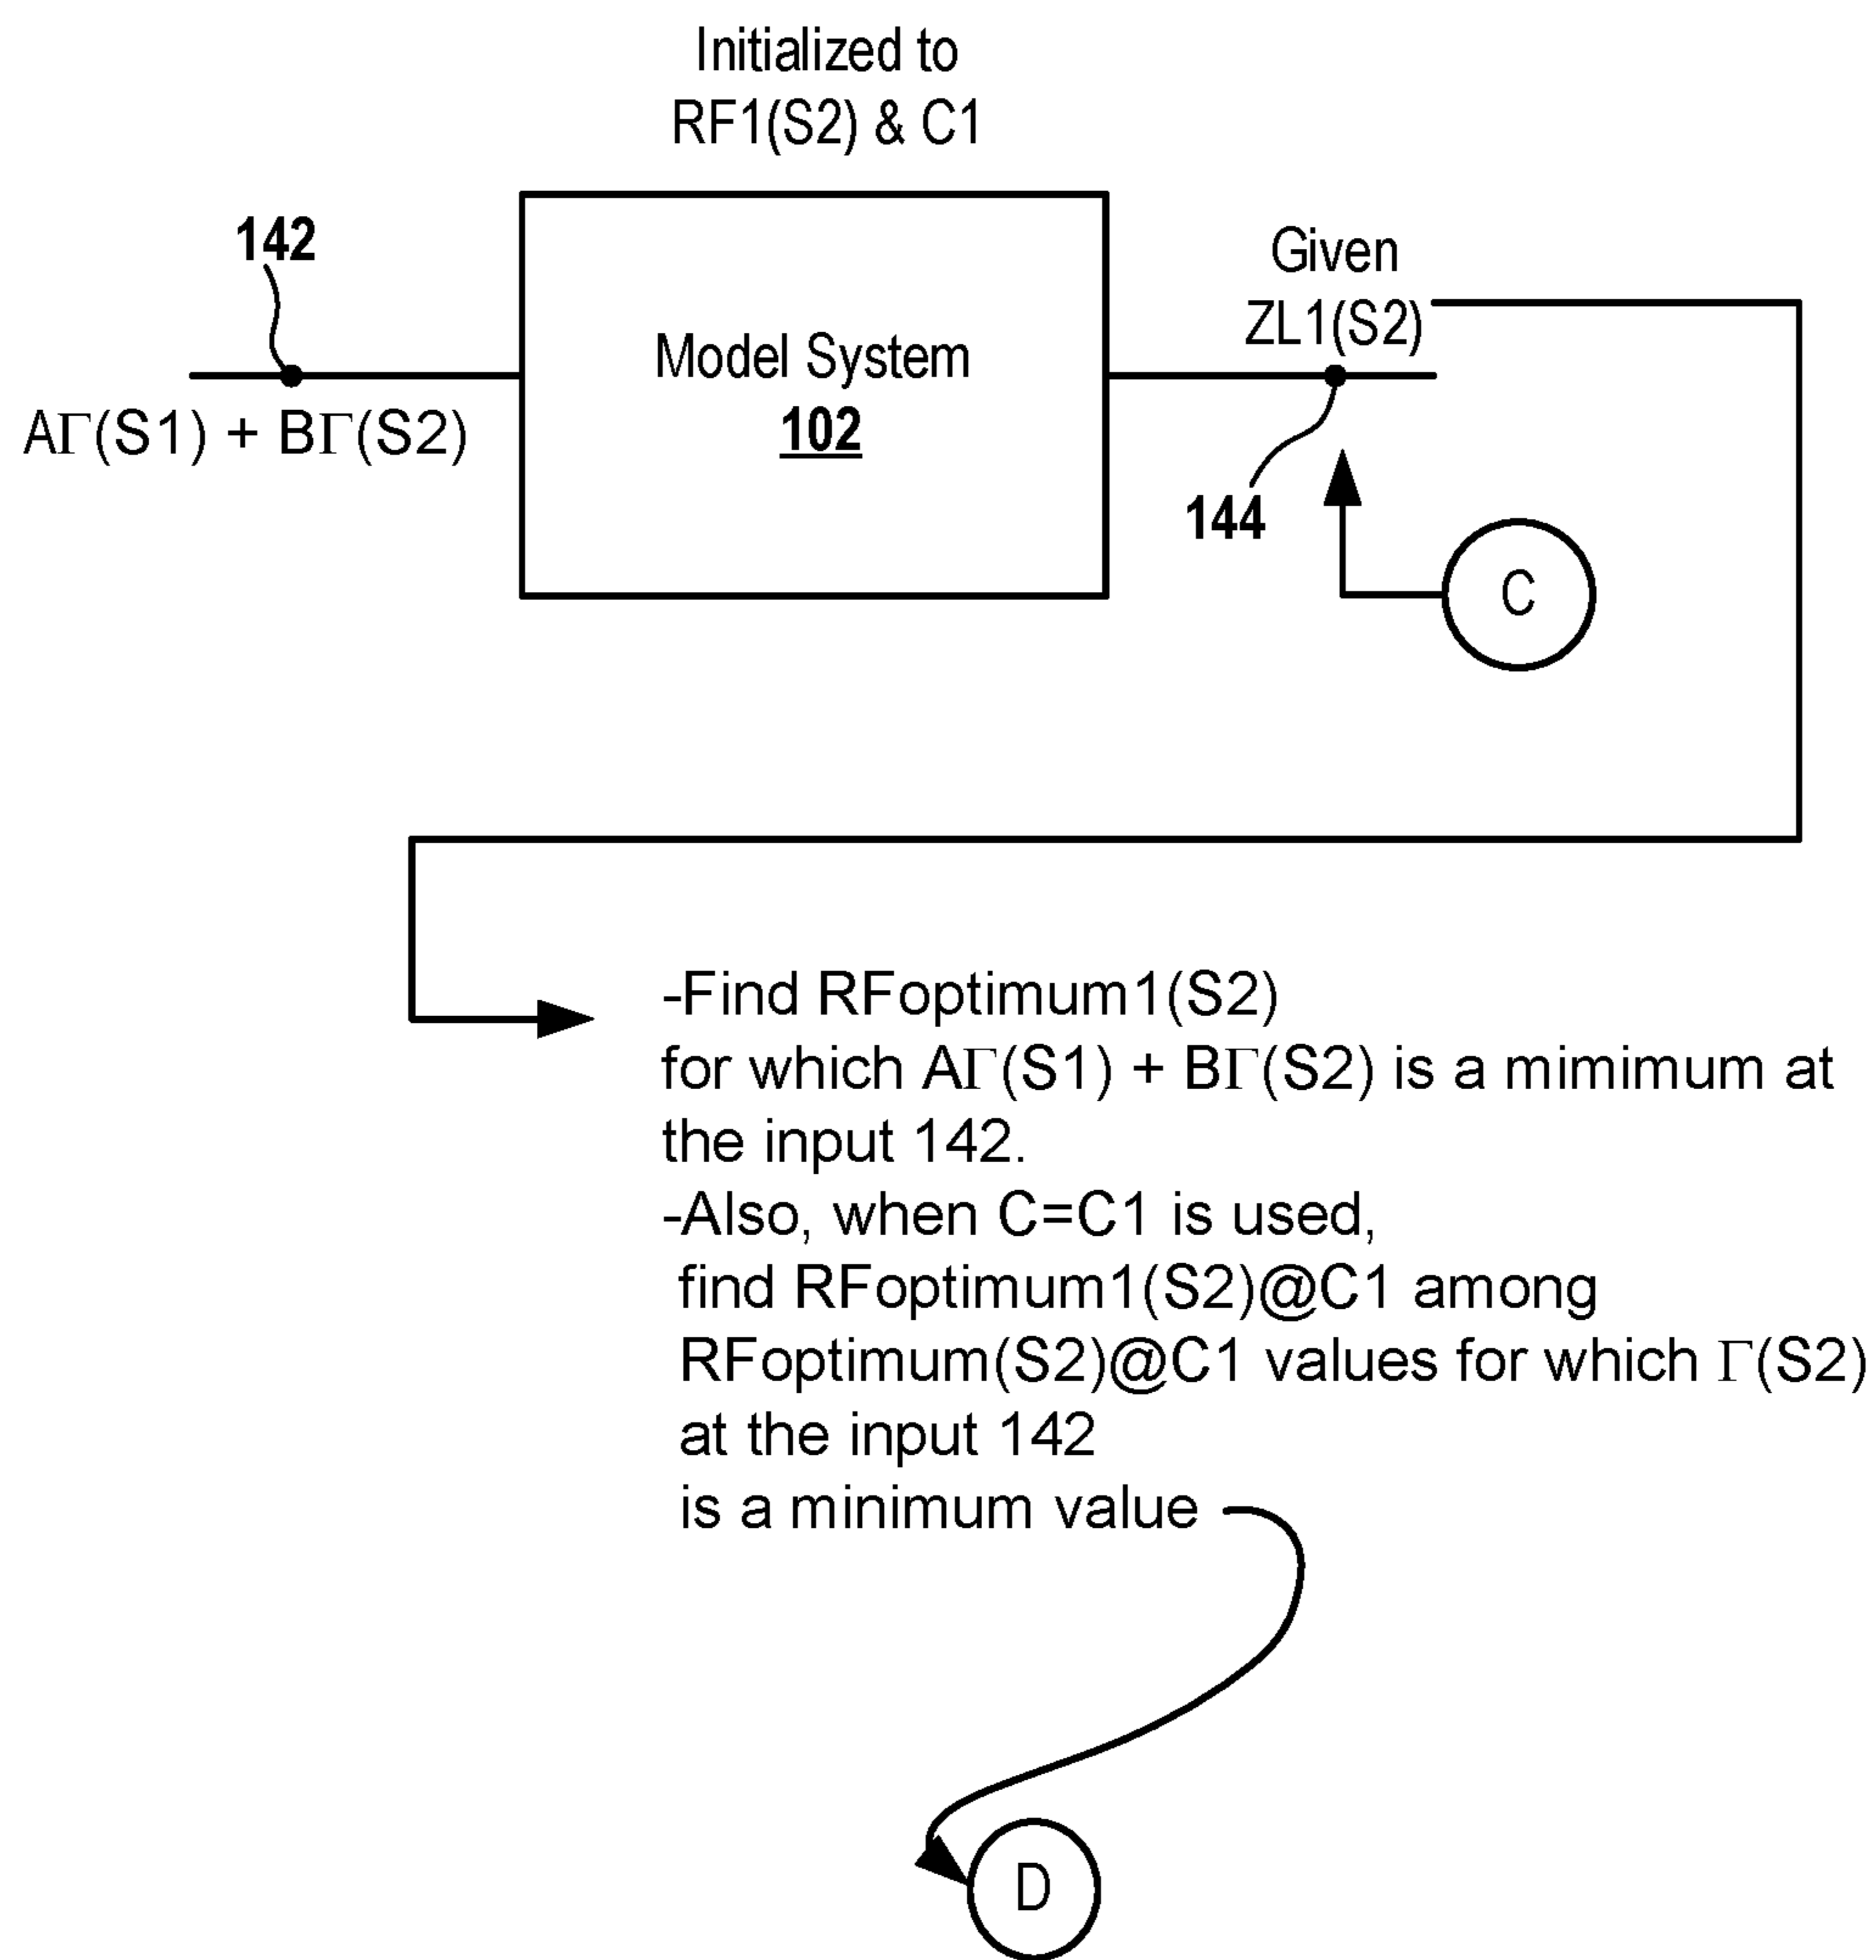 Initialized to
RF1(S2) & C1
142
Given
ZL1(S2)
Model System
102
AΓ(S1) + BΓ(S2)
144
C
-Find RFoptimum1(S2)
for which AΓ(S1) + BΓ(S2) is a mimimum at
the input 142.
-Also, when C=C1 is used,
find RFoptimum1(S2)@C1 among
RFoptimum(S2)@C1 values for which Γ(S2)
at the input 142
is a minimum value
D